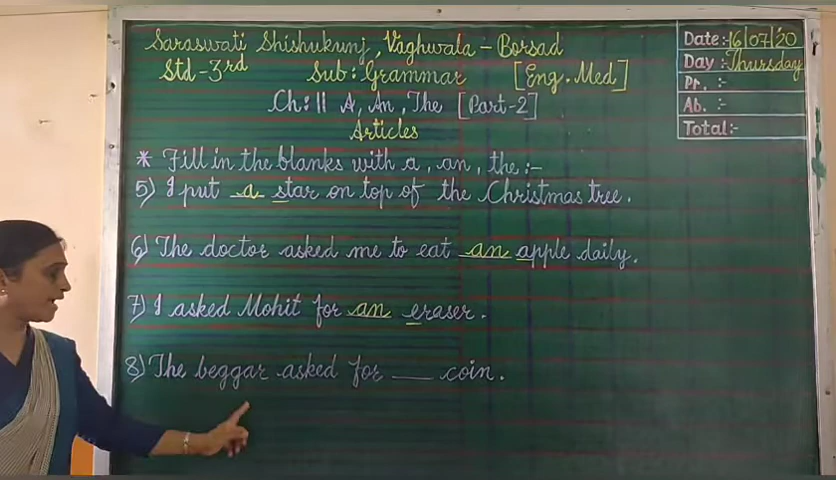 Saraswati Shishukunj, Vaghwala - Borsad
Std - 3rd Sub: Grammar [Eng. Med]
Ch: 11 A, An, The [Part-2]
Articles
Date:- 16/07/'20
Day :- Thursday
Pr. :-
Ab. :-
Total:-
* Fill in the blanks with a, an, the :-
5) I put a star on top of the Christmas tree.
6) The doctor asked me to eat an apple daily.
7) I asked Mohit for an eraser.
8) The beggar asked for ___ coin.